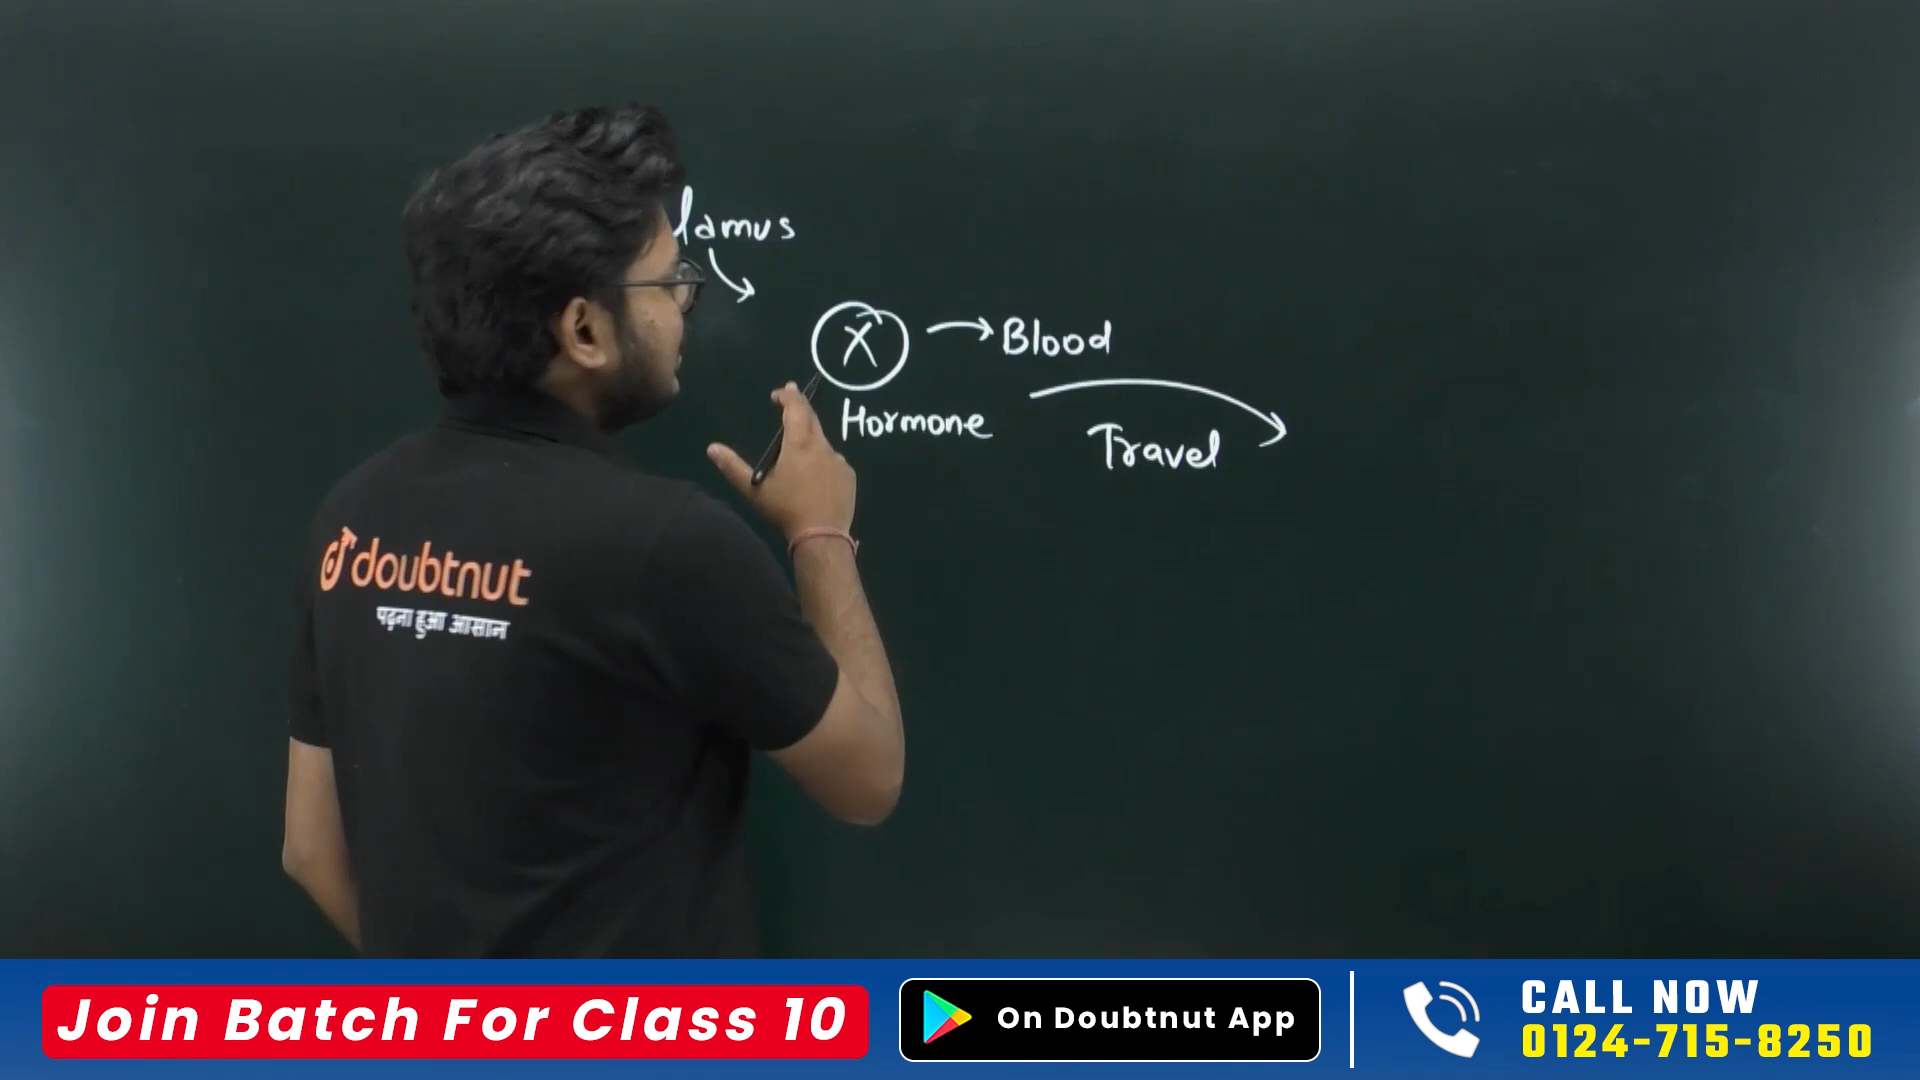 lamus
X
Blood
Hormone
Travel
doubtnut
पढ़ना हुआ आसान
Join Batch For Class 10
On Doubtnut App
CALL NOW
0124-715-8250